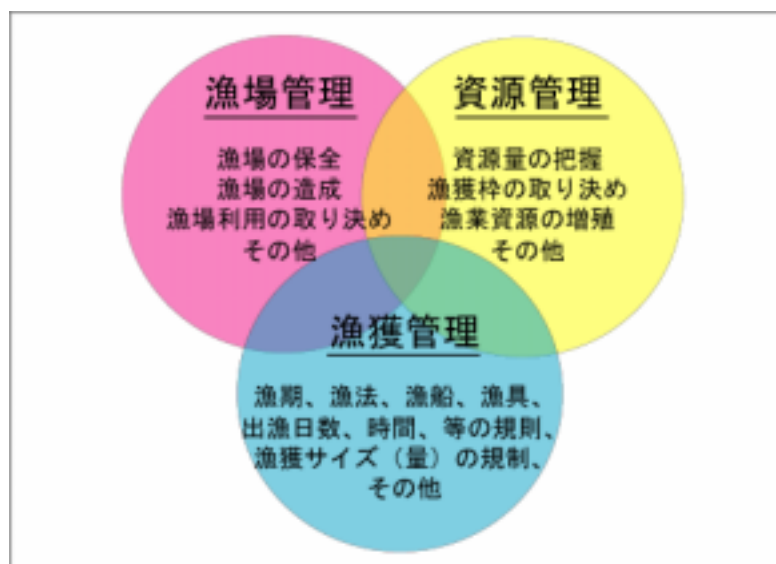 漁場管理
漁場の保全
漁場の造成
漁場利用の取り決め
その他
資源管理
資源量の把握
漁獲枠の取り決め
漁業資源の増殖
その他
漁獲管理
漁期、漁法、漁船、漁具、
出漁日数、時間、等の規則、
漁獲サイズ（量）の規制、
その他